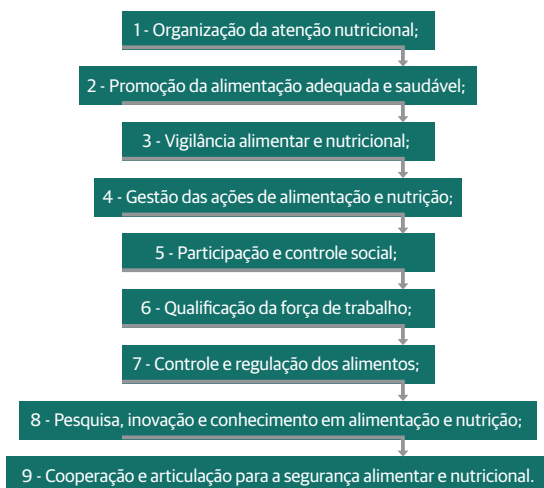 1 - Organização da atenção nutricional;
2 - Promoção da alimentação adequada e saudável;
3 - Vigilância alimentar e nutricional;
4 - Gestão das ações de alimentação e nutrição;
5 - Participação e controle social;
6 - Qualificação da força de trabalho;
7 - Controle e regulação dos alimentos;
8 - Pesquisa, inovação e conhecimento em alimentação e nutrição;
9 - Cooperação e articulação para a segurança alimentar e nutricional.